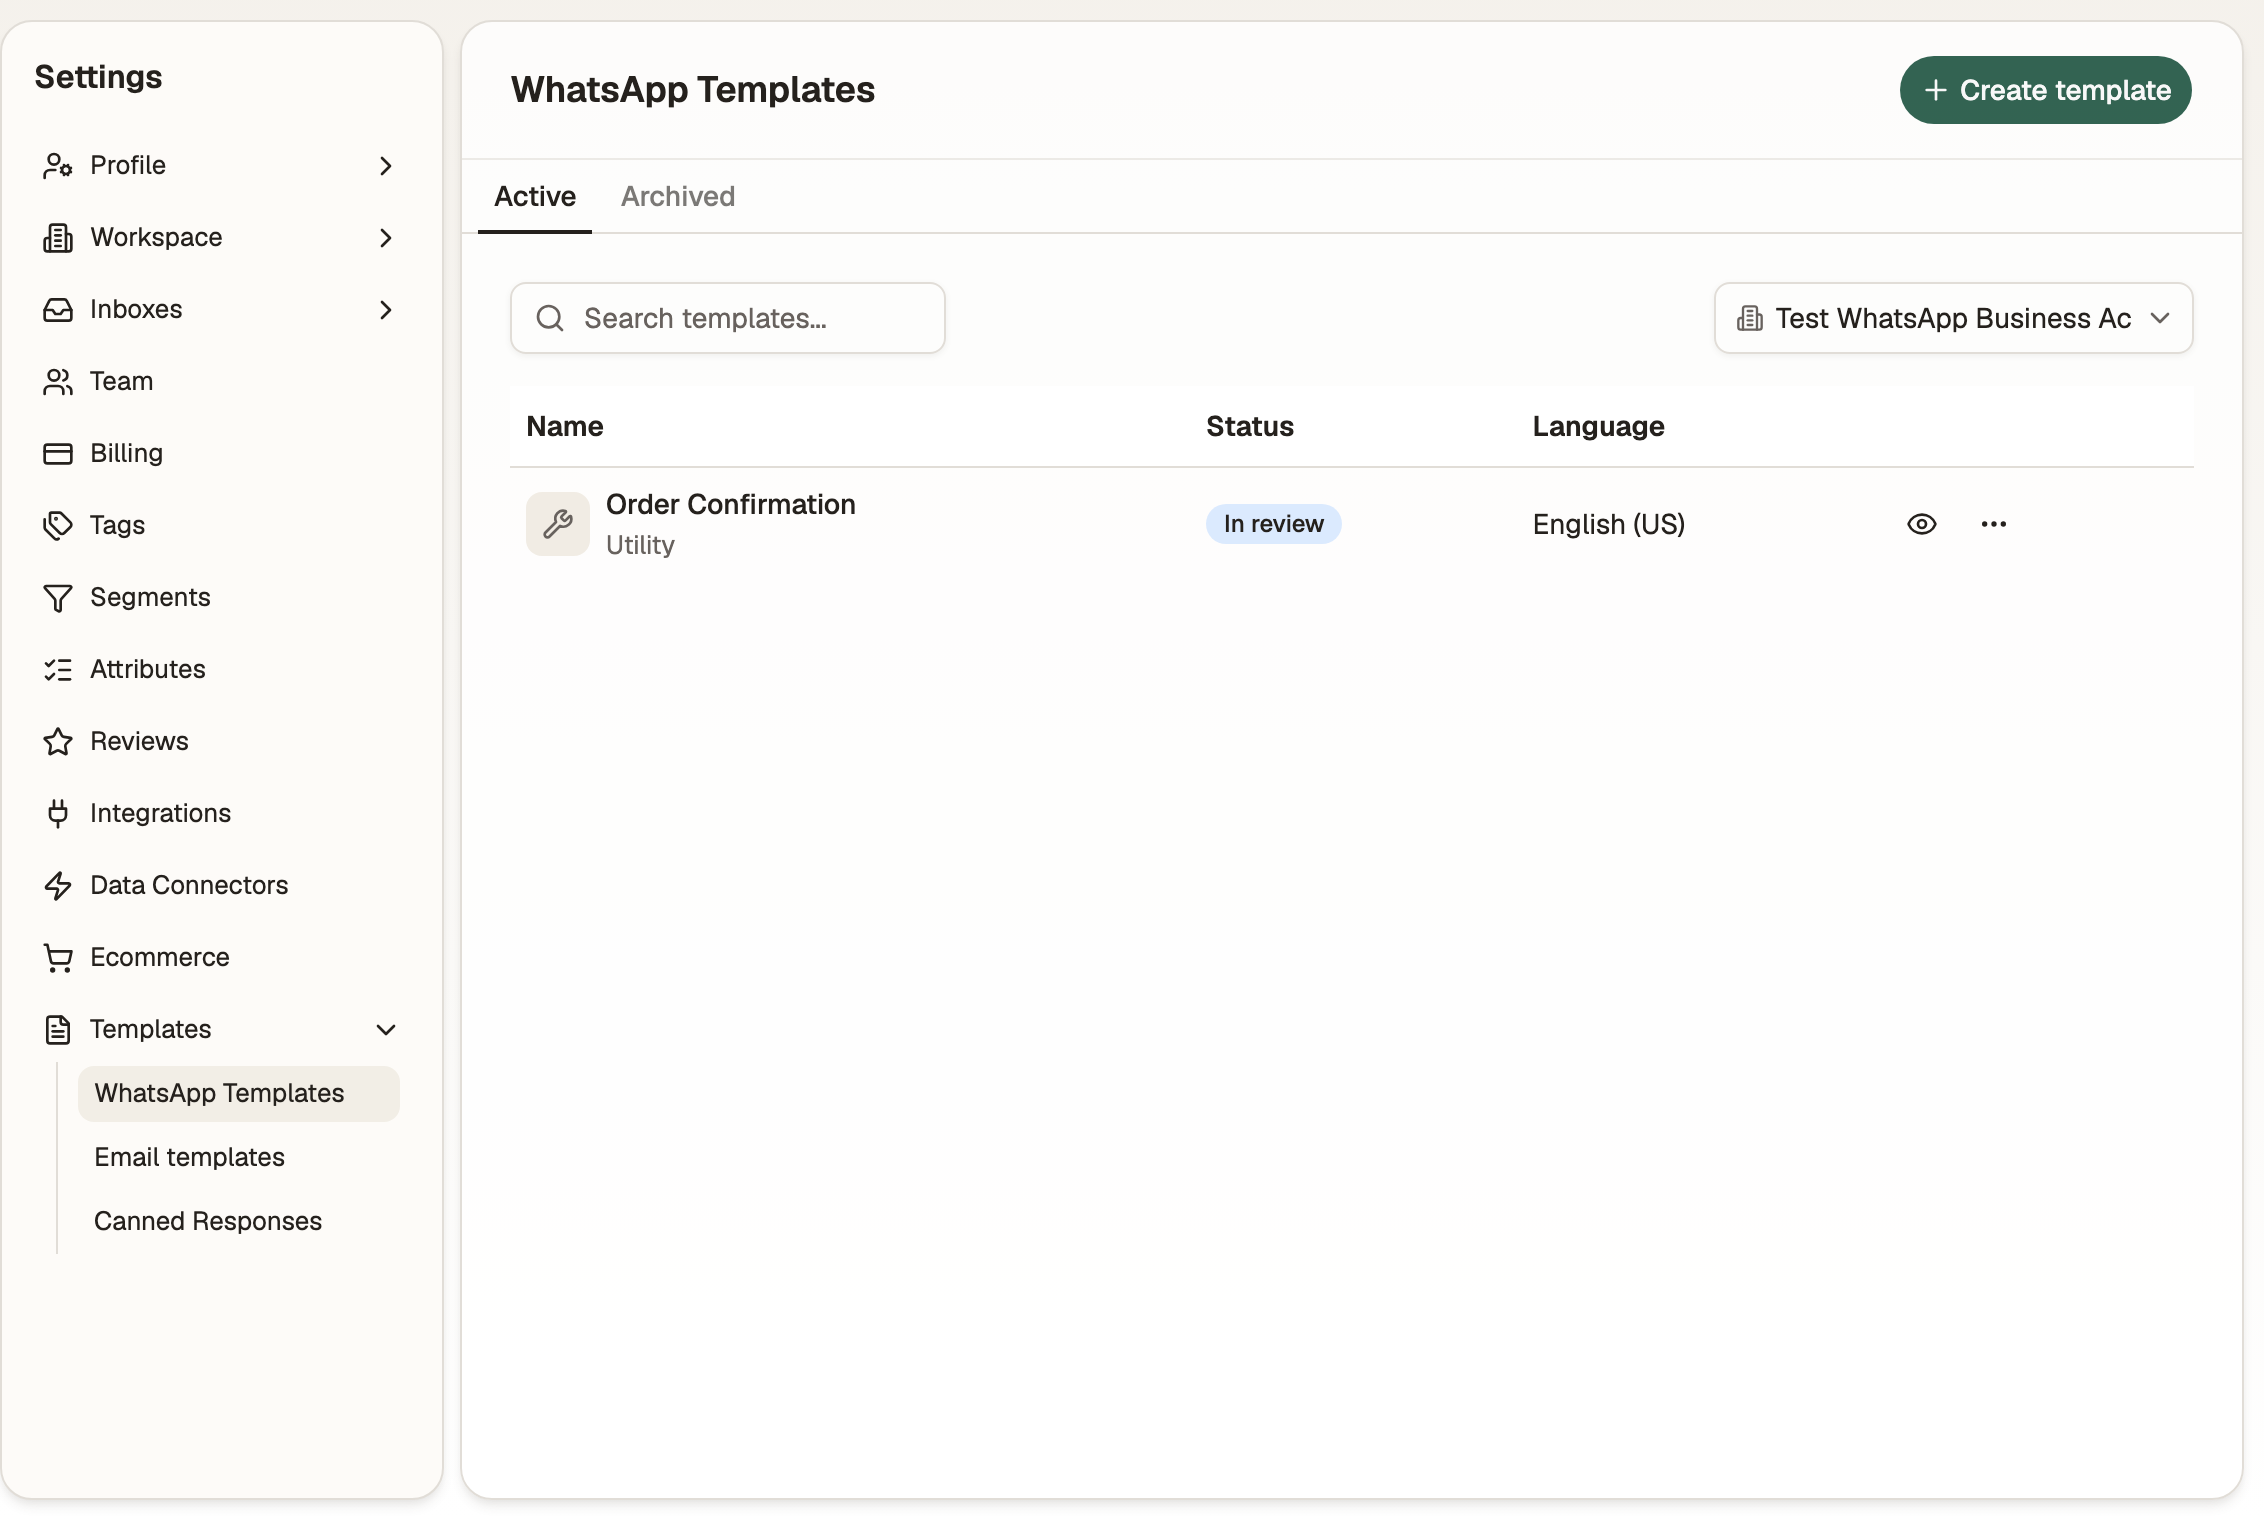 Settings
Profile
Workspace
Inboxes
Team
Billing
Tags
Segments
Attributes
Reviews
Integrations
Data Connectors
Ecommerce
Templates
WhatsApp Templates
Email templates
Canned Responses
WhatsApp Templates
Create template
Active Archived
Search templates...
Test WhatsApp Business Ac
Name Status Language
Order Confirmation
Utility
In review
English (US)